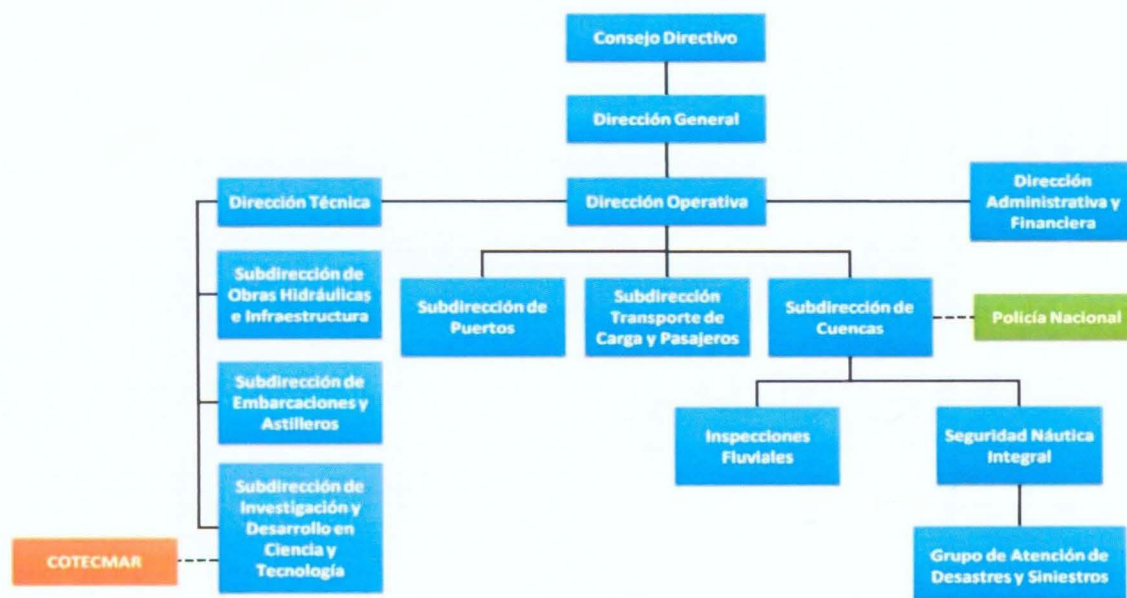 Consejo Directivo
Dirección General
Dirección Técnica
Dirección Operativa
Dirección
Administrativa y
Financiera
Subdirección de
Obras Hidráulicas
e Infraestructura
Subdirección de
Puertos
Subdirección
Transporte de
Carga y Pasajeros
Subdirección de
Cuencas
Policía Nacional
Subdirección de
Embarcaciones y
Astilleros
Inspecciones
Fluviales
Seguridad Náutica
Integral
Subdirección de
Investigación y
Desarrollo en
Ciencia y
Tecnología
COTECMAR
Grupo de Atención de
Desastres y Siniestros